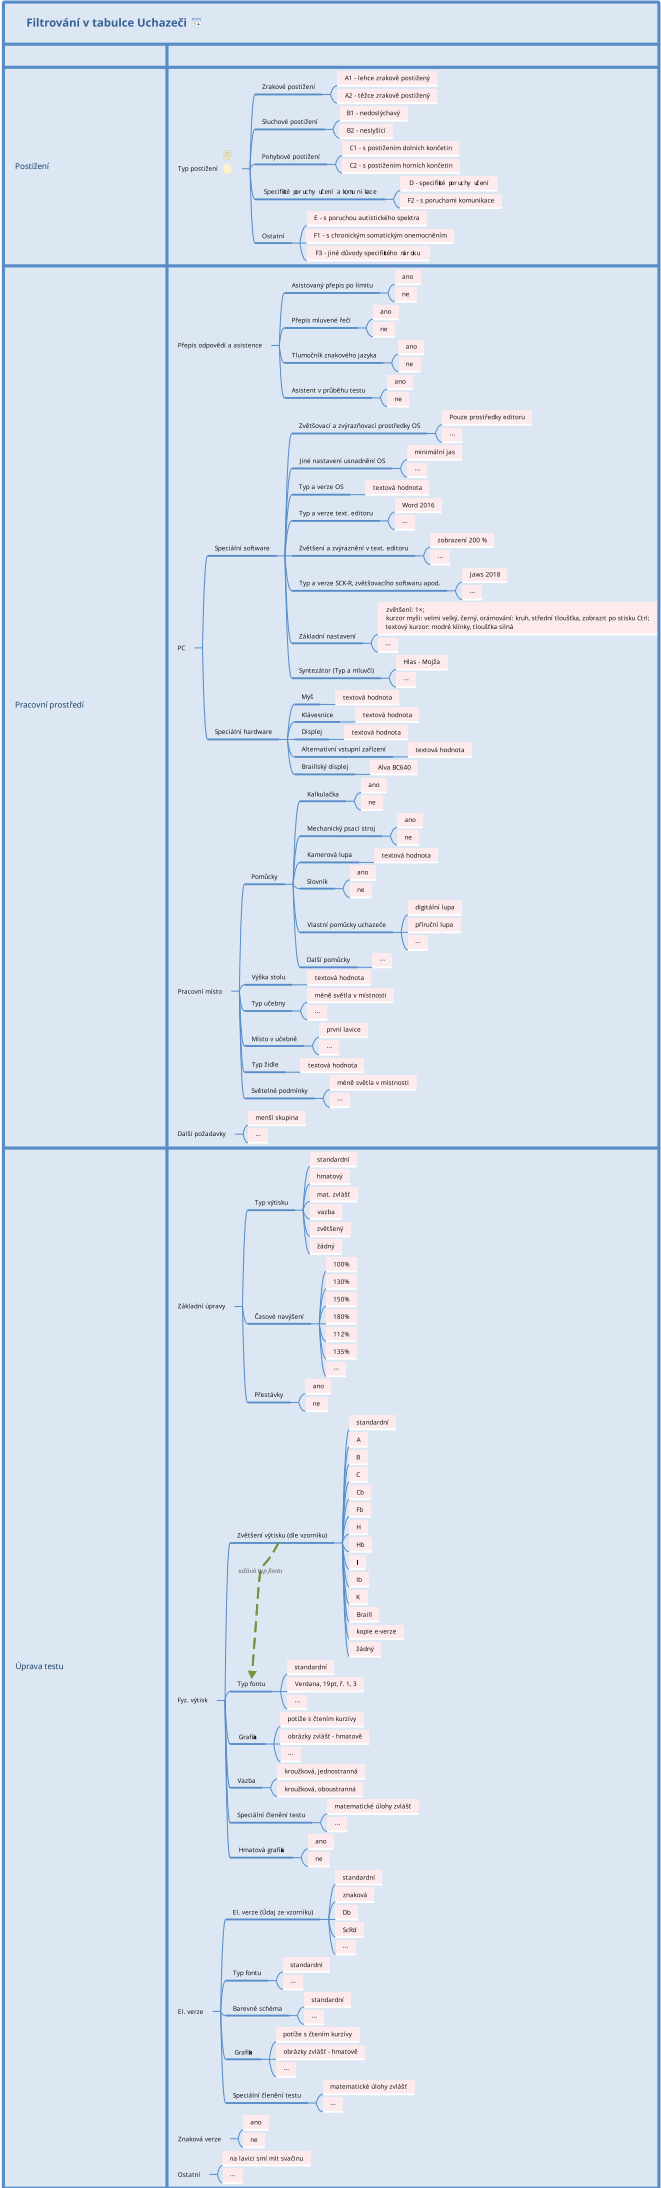 Filtrování v tabulce Uchazeči
Postižení
Typ postižení
Zrakové postižení
A1 - lehce zrakově postižený
A2 - těžce zrakově postižený
Sluchové postižení
B1 - nedoslýchavý
B2 - neslyšící
Pohybové postižení
C1 - s postižením dolních končetin
C2 - s postižením horních končetin
Specifické poruchy učení a komunikace
D - specifické poruchy učení
F2 - s poruchami komunikace
Ostatní
E - s poruchou autistického spektra
F1 - s chronickým somatickým onemocněním
F3 - jiné důvody specifického nároku
Pracovní prostředí
Přepis odpovědí a asistence
Asistovaný přepis po limitu
ano
ne
Přepis mluvené řeči
ano
ne
Tlumočník znakového jazyka
ano
ne
Asistent v průběhu testu
ano
ne
PC
Speciální software
Zvětšovací a zvýrazňovací prostředky OS
Pouze prostředky editoru
...
Jiné nastavení usnadnění OS
minimální jas
...
Typ a verze OS
textová hodnota
Typ a verze text. editoru
Word 2016
...
Zvětšení a zvýraznění v text. editoru
zobrazení 200 %
...
Typ a verze SCK-R, zvětšovacího softwaru apod.
Jaws 2018
...
Základní nastavení
zvětšení: 1×;
kurzor myši: velmi velký, černý, orámování: kruh, střední tloušťka, zobrazit po stisku Ctrl;
textový kurzor: modré klínky, tloušťka silná
...
Syntezátor (Typ a mluvčí)
Hlas - Mojža
...
Speciální hardware
Myš
textová hodnota
Klávesnice
textová hodnota
Displej
textová hodnota
Alternativní vstupní zařízení
textová hodnota
Braillský displej
Alva BC640
Pracovní místo
Pomůcky
Kalkulačka
ano
ne
Mechanický psací stroj
ano
ne
Kamerová lupa
textová hodnota
Slovník
ano
ne
Vlastní pomůcky uchazeče
digitální lupa
příruční lupa
...
Další pomůcky
...
Výška stolu
textová hodnota
Typ učebny
méně světla v místnosti
...
Místo v učebně
první lavice
...
Typ židle
textová hodnota
Světelné podmínky
méně světla v místnosti
...
Další požadavky
menší skupina
...
Úprava testu
Základní úpravy
Typ výtisku
standardní
hmatový
mat. zvlášť
vazba
zvětšený
žádný
Časové navýšení
100%
130%
150%
180%
112%
135%
...
Přestávky
ano
ne
Fyz. výtisk
Zvětšení výtisku (dle vzorníku)
standardní
A
B
C
Cb
Fb
H
Hb
I
Ib
K
Braill
kopie e-verze
žádný
udává typ fontu
Typ fontu
standardní
Verdana, 19pt, ř. 1, 3
...
Grafika
potíže s čtením kurzívy
obrázky zvlášť - hmatově
...
Vazba
kroužková, jednostranná
kroužková, oboustranná
Speciální členění testu
matematické úlohy zvlášť
...
Hmatová grafika
ano
ne
El. verze
El. verze (Údaj ze vzorníku)
standardní
znaková
Db
ScRd
...
Typ fontu
standardní
...
Barevné schéma
standardní
...
Grafika
potíže s čtením kurzívy
obrázky zvlášť - hmatově
...
Speciální členění testu
matematické úlohy zvlášť
...
Znaková verze
ano
ne
Ostatní
na lavici smí mít svačinu
...